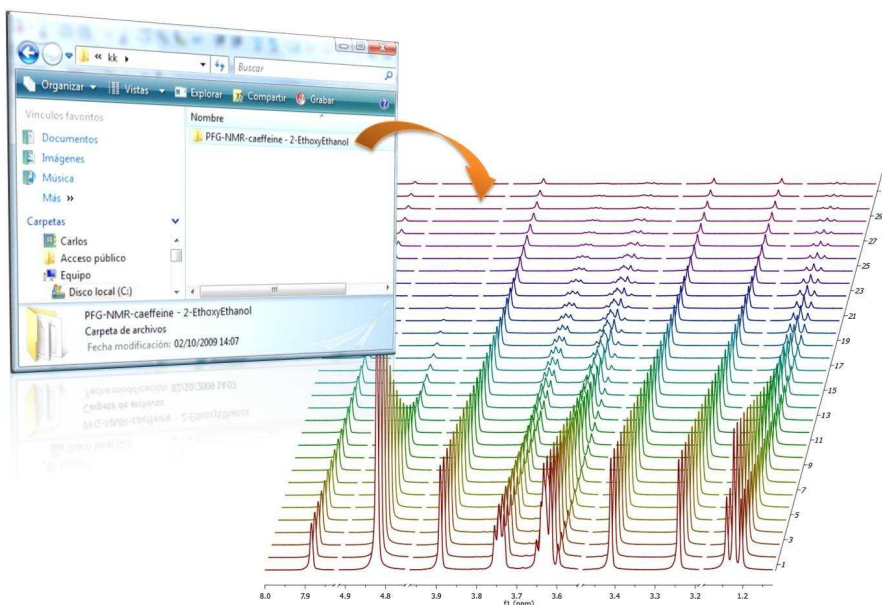 « kk ▸
Buscar
Organizar Vistas Explorar Compartir Grabar
Vínculos favoritos
Documentos
Imágenes
Música
Más »
Carpetas
Carlos
Acceso público
Equipo
Disco local (C:)
Nombre
PFG-NMR-caeffeine - 2-EthoxyEthanol
PFG-NMR-caeffeine - 2-EthoxyEthanol
Carpeta de archivos
Fecha modificación: 02/10/2009 14:07
29
27
25
23
21
19
17
15
13
11
9
7
5
3
1
8.0 7.9 4.9 4.8 3.9 3.8 3.7 3.6 3.4 3.3 3.2 1.2
f1 (ppm)